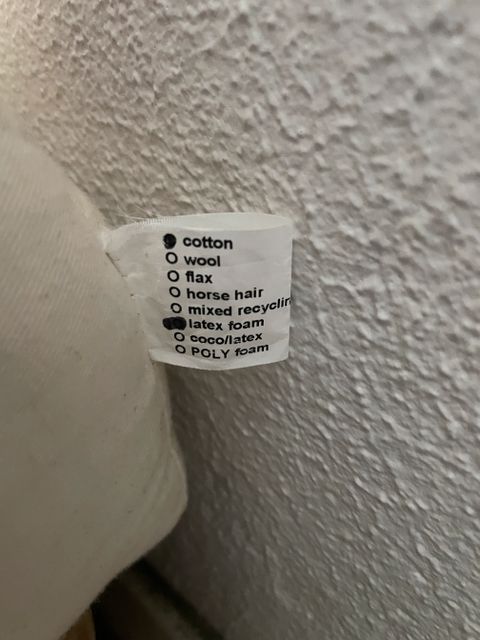 cotton
wool
flax
horse hair
mixed recyclin
latex foam
coco/latex
POLY foam